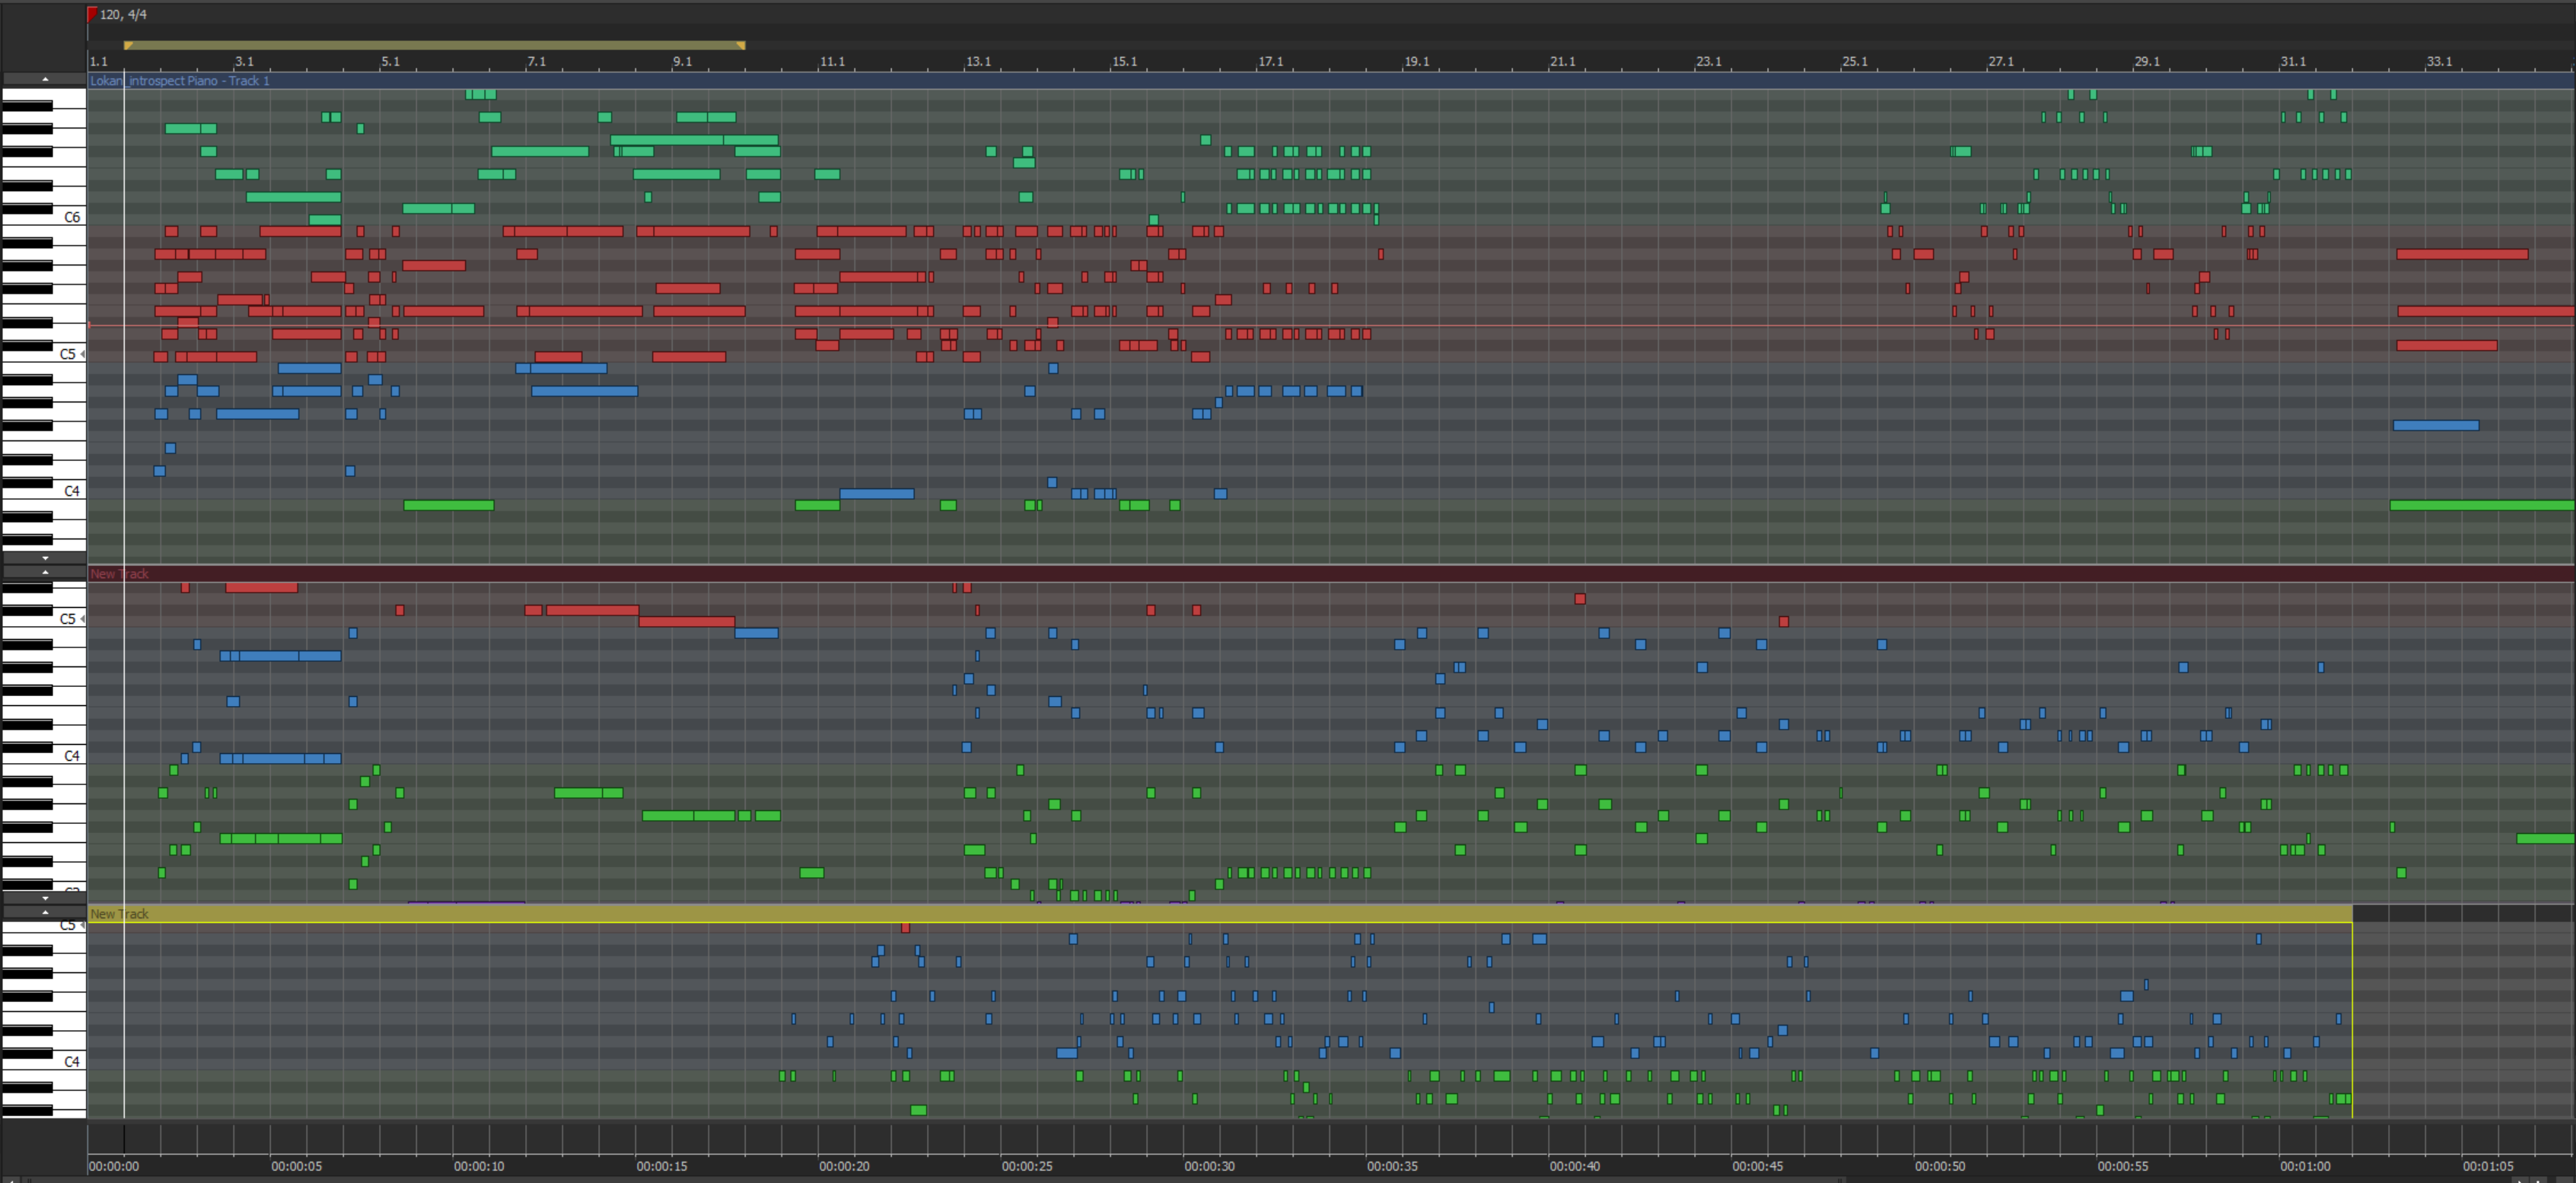 120, 4/4
1.1 3.1 5.1 7.1 9.1 11.1 13.1 15.1 17.1 19.1 21.1 23.1 25.1 27.1 29.1 31.1 33.1
Lokan_introspect Piano - Track 1
C6
C5
C4
New Track
C5
C4
New Track
C5
C4
00:00:00 00:00:05 00:00:10 00:00:15 00:00:20 00:00:25 00:00:30 00:00:35 00:00:40 00:00:45 00:00:50 00:00:55 00:01:00 00:01:05